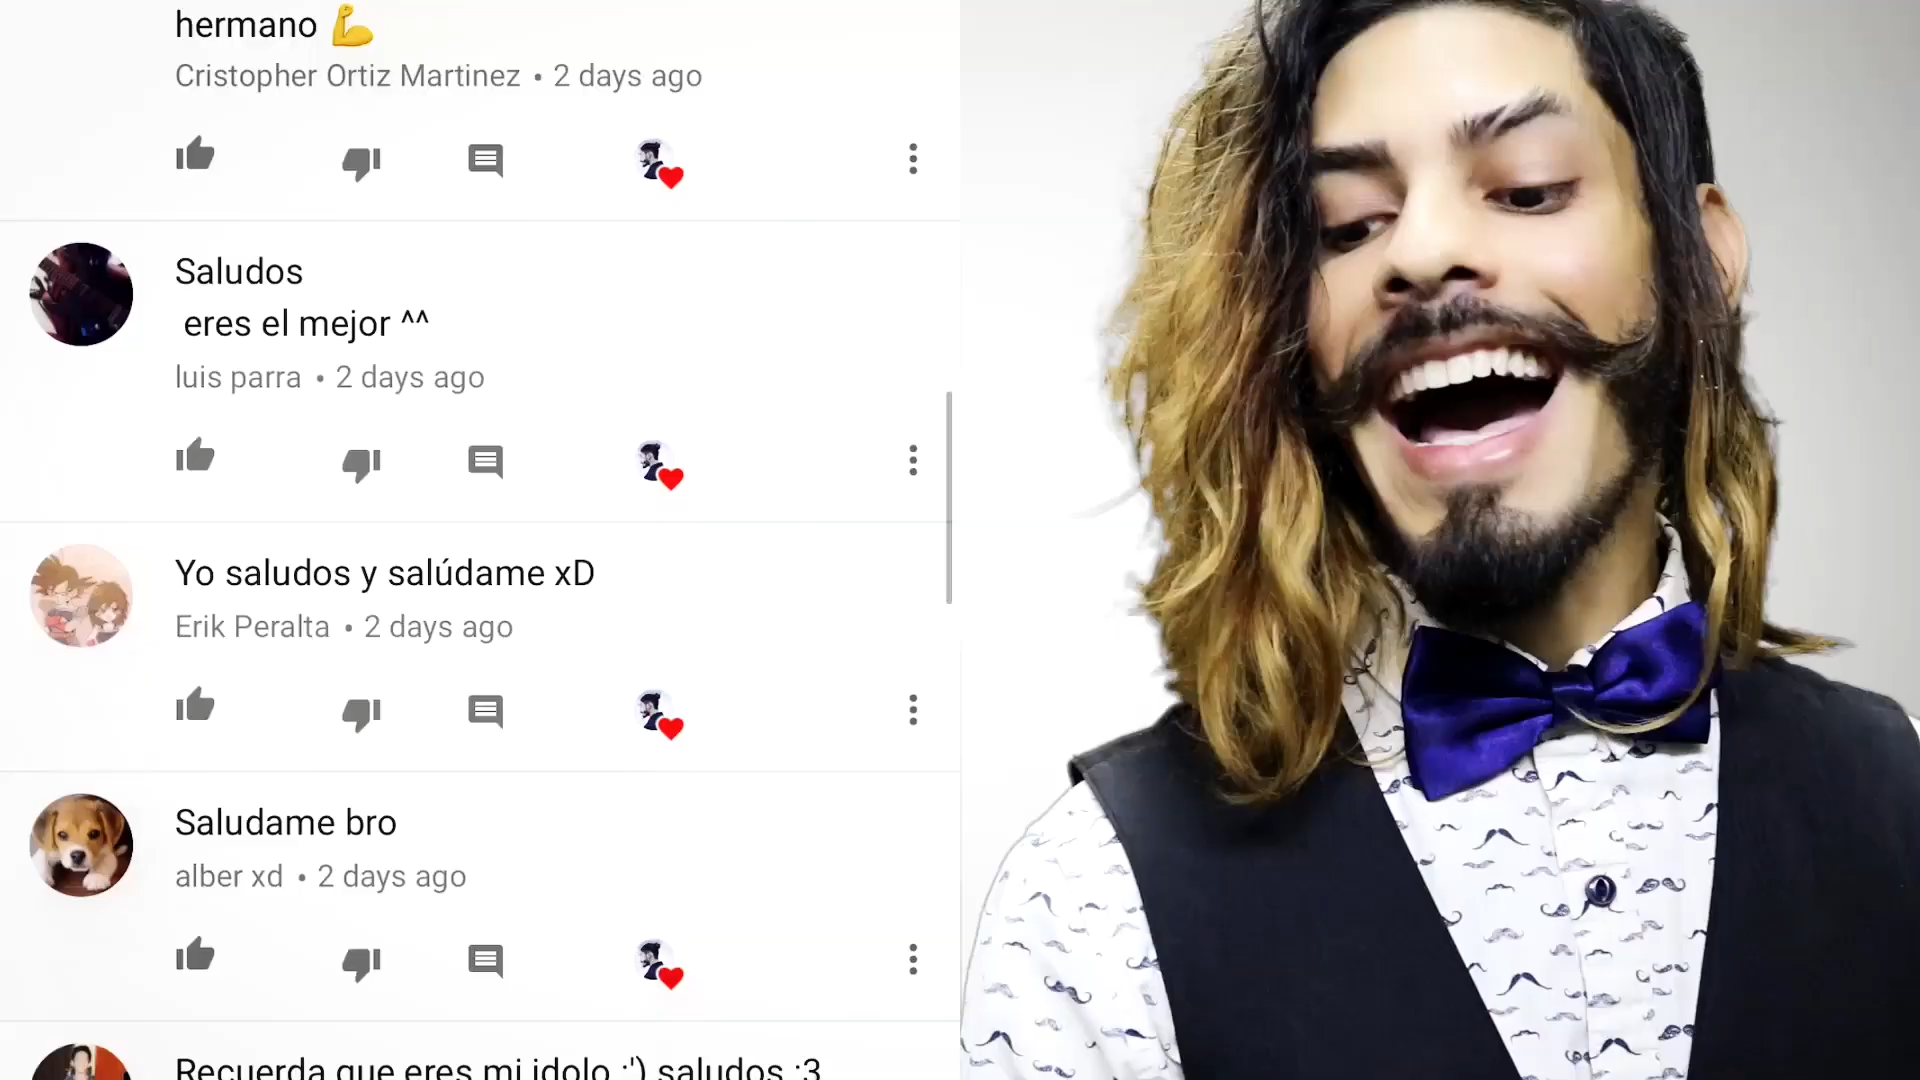 hermano 💪
Cristopher Ortiz Martinez • 2 days ago
Saludos
eres el mejor ^^
luis parra • 2 days ago
Yo saludos y salúdame xD
Erik Peralta • 2 days ago
Saludame bro
alber xd • 2 days ago
Recuerda que eres mi idolo :') saludos :3